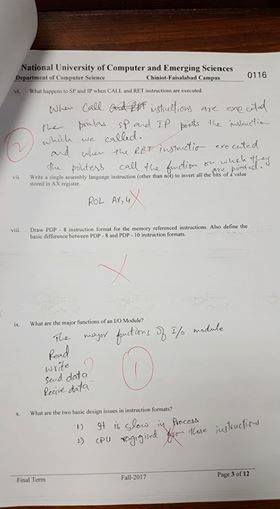 National University of Computer and Emerging Sciences
Department of Computer Science Chiniot-Faisalabad Campus 0116
vi. What happens to SP and IP when CALL and RET instructions are executed.
When Call instructions are executed
the pointers SP and IP points the instruction
which we called.
2
and when the RET instruction executed
the pointers call the function on which they
are pointed.
vii. Write a single assembly language instruction (other than not) to invert all the bits of a value
stored in AX register.
ROL AX, 4
viii. Draw PDP - 8 instruction format for the memory referenced instructions. Also define the
basic difference between PDP - 8 and PDP - 10 instruction formats.
ix. What are the major functions of an I/O Module?
The major functions of I/o module
Read
write
Send data
Recive data
1
x. What are the two basic design issues in instruction formats?
1) It is slow in Process
2) CPU from these instructions
Final Term Fall-2017 Page 3 of 12